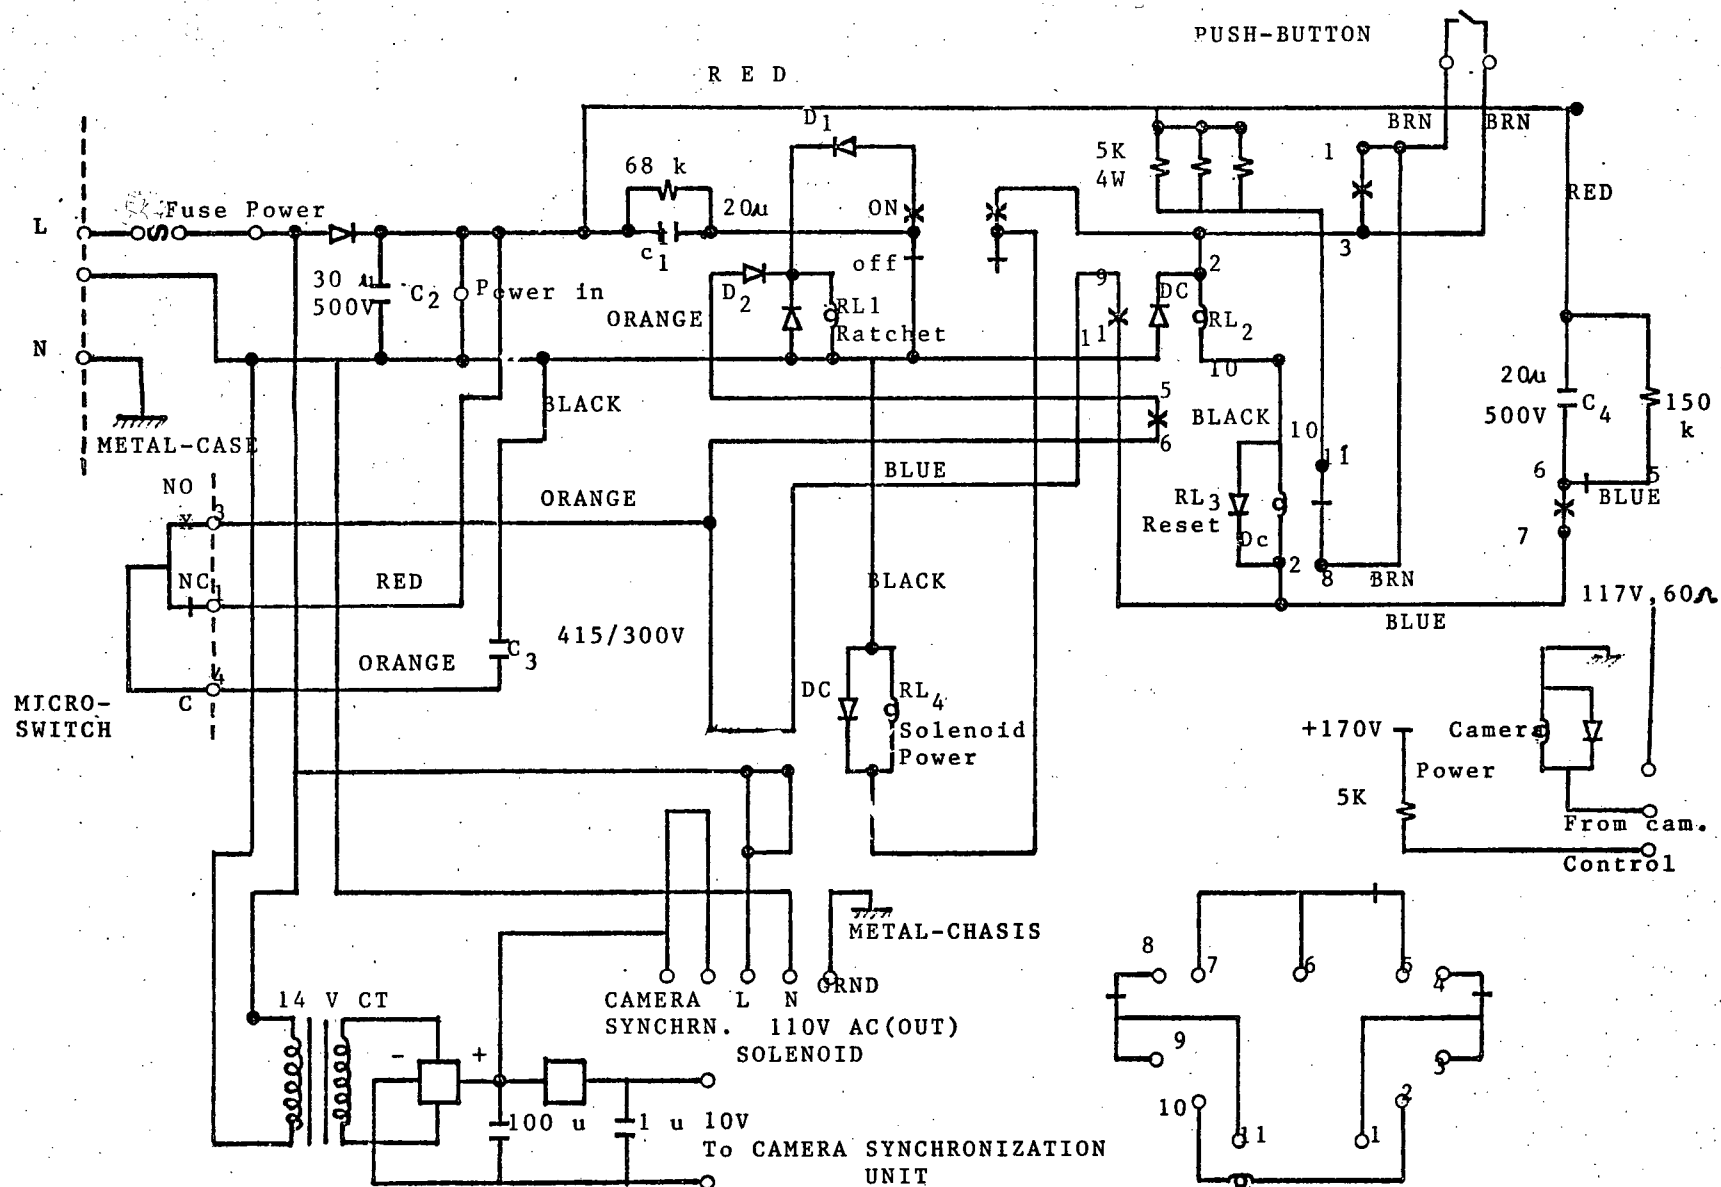 PUSH-BUTTON
R E D
D1
BRN
BRN
68 k
5K
4W
1
RED
Fuse Power
L
20u
ON
c1
off
3
30 u
500V
C2
Power in
D2
ORANGE
RL1
Ratchet
9
11
2
DC
RL2
N
10
20u
500V
C4
150
k
BLACK
5
6
BLACK
10
11
METAL-CASE
BLUE
6
5
BLUE
NO
ORANGE
X
3
RL3
Reset
Dc
7
NC
1
RED
BLACK
2
8
BRN
117V,60
BLUE
415/300V
C3
ORANGE
4
C
MICRO-
SWITCH
DC
RL4
Solenoid
Power
+170V
Camera
Power
5K
From cam.
Control
METAL-CHASIS
8
7
6
5
4
14 V CT
CAMERA L N GRND
SYNCHRN. 110V AC(OUT)
SOLENOID
9
3
- +
2
10
11
1
100 u
1 u 10V
To CAMERA SYNCHRONIZATION
UNIT